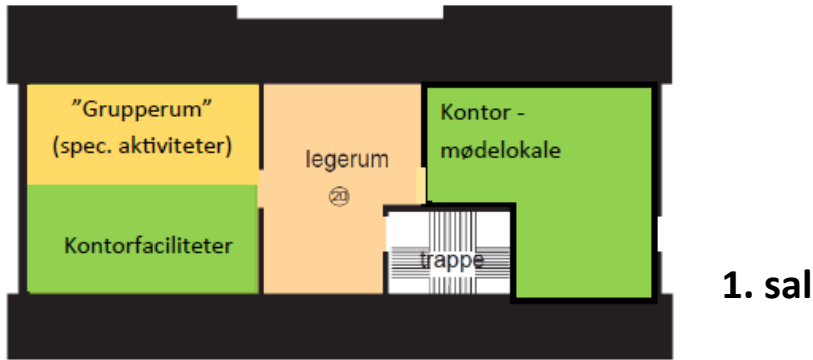 ”Grupperum”
(spec. aktiviteter)
Kontorfaciliteter
legerum
20
Kontor -
mødelokale
trappe
1. sal